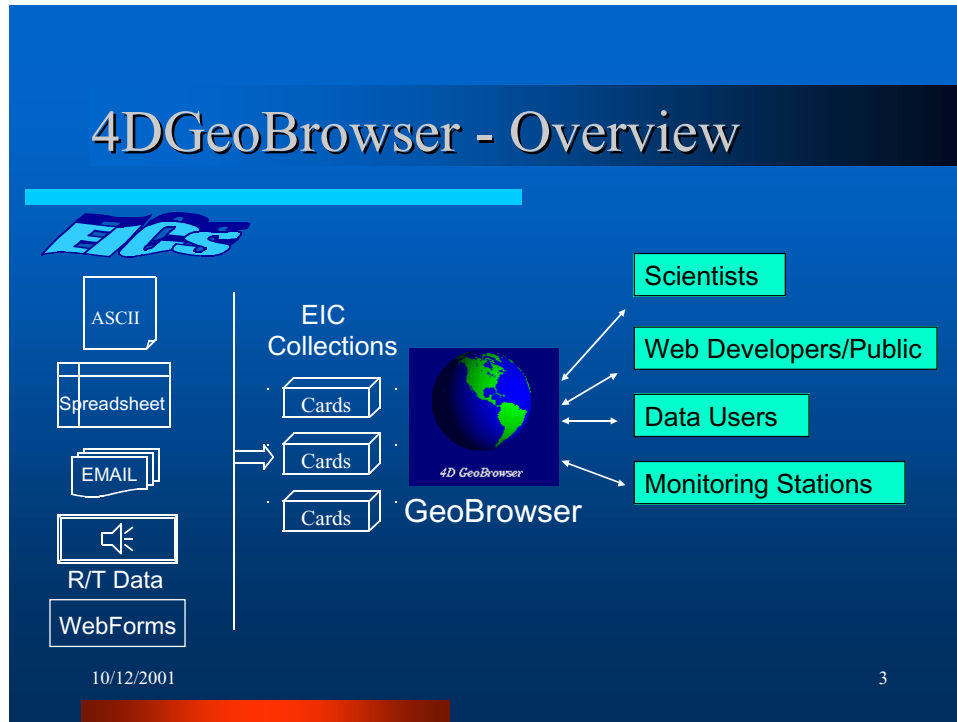 4DGeoBrowser - Overview
EICs
ASCII
Spreadsheet
EMAIL
R/T Data
WebForms
EIC
Collections
Cards
Cards
Cards
4D GeoBrowser
GeoBrowser
Scientists
Web Developers/Public
Data Users
Monitoring Stations
10/12/2001
3